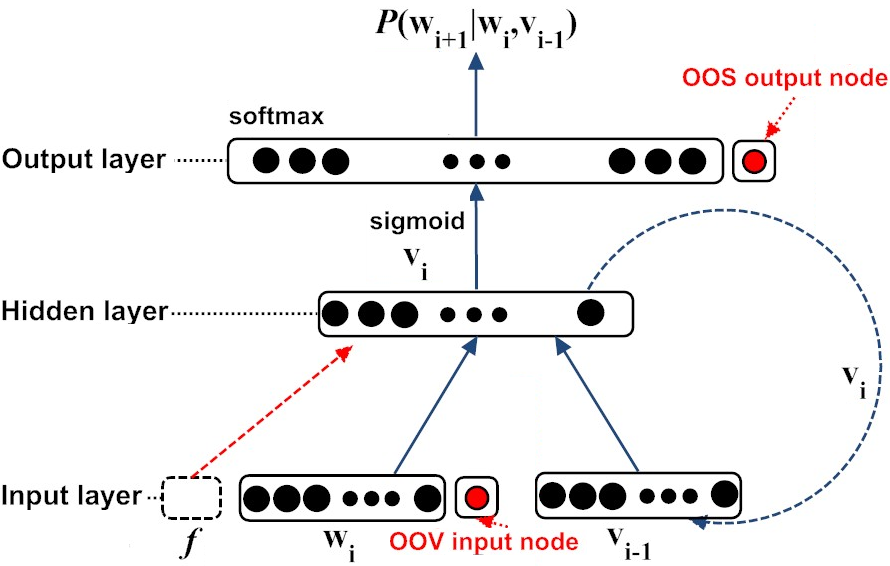 P(w_{i+1}|w_i,v_{i-1})
OOS output node
softmax
Output layer
sigmoid
v_i
Hidden layer
v_i
Input layer
f
w_i
OOV input node
v_{i-1}